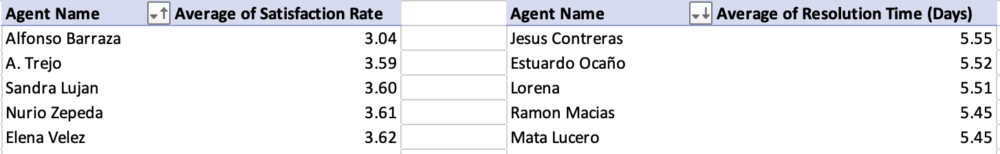 Agent Name Average of Satisfaction Rate
Alfonso Barraza 3.04
A. Trejo 3.59
Sandra Lujan 3.60
Nurio Zepeda 3.61
Elena Velez 3.62
Agent Name Average of Resolution Time (Days)
Jesus Contreras 5.55
Estuardo Ocaño 5.52
Lorena 5.51
Ramon Macias 5.45
Mata Lucero 5.45